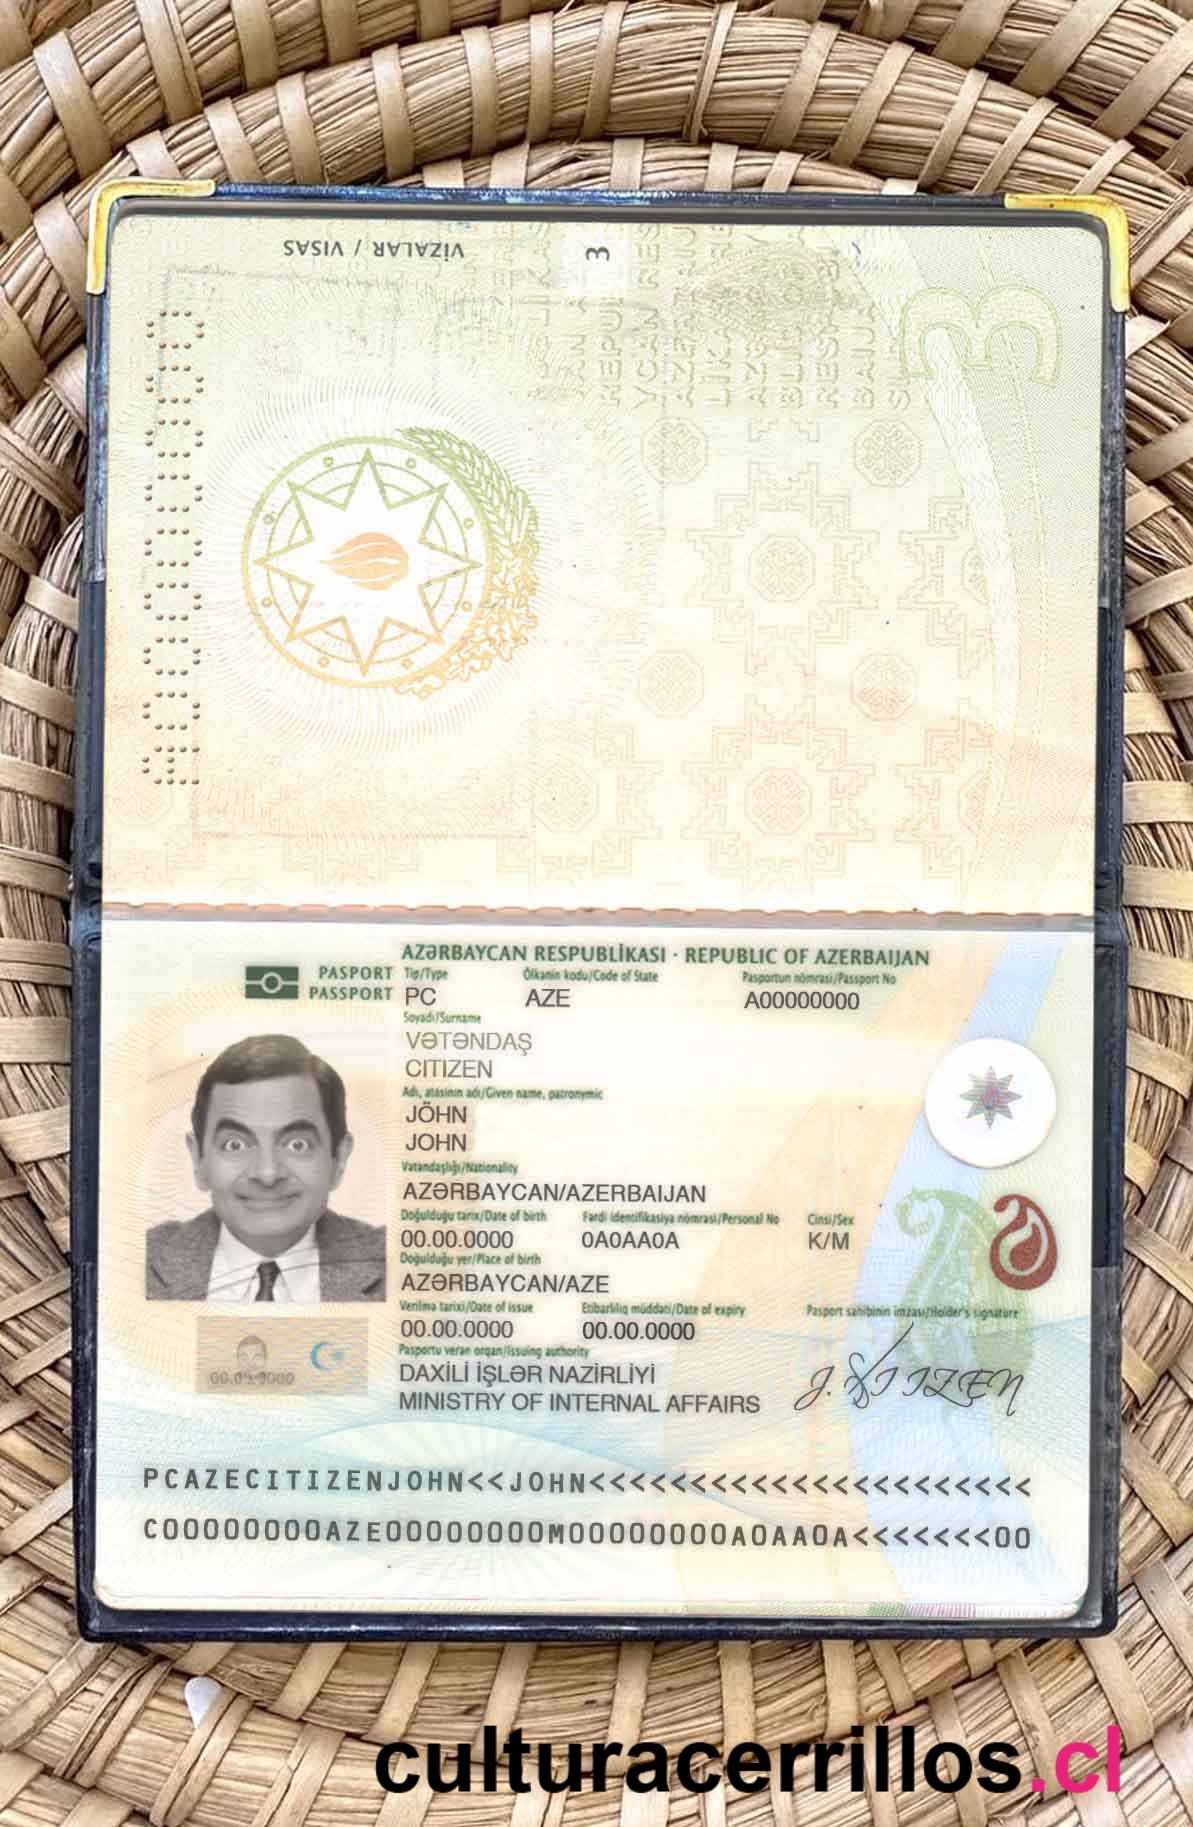 VİZALAR / VISAS
3
AZƏRBAYCAN RESPUBLİKASI · REPUBLIC OF AZERBAIJAN
PASPORT
PASSPORT
Tip/Type Ölkənin kodu/Code of State Pasportun nömrəsi/Passport No
PC AZE A00000000
Soyadı/Surname
VƏTƏNDAŞ
CITIZEN
Adı, atasının adı/Given name, patronymic
JÖHN
JOHN
Vətəndaşlığı/Nationality
AZƏRBAYCAN/AZERBAIJAN
Doğulduğu tarix/Date of birth Fərdi identifikasiya nömrəsi/Personal No Cinsi/Sex
00.00.0000 0A0AA0A K/M
Doğulduğu yer/Place of birth
AZƏRBAYCAN/AZE
Verilmə tarixi/Date of issue Etibarlılıq müddəti/Date of expiry Pasport sahibinin imzası/Holder's signature
00.00.0000 00.00.0000
Pasportu verən orqan/Issuing authority
DAXİLİ İŞLƏR NAZİRLİYİ
MINISTRY OF INTERNAL AFFAIRS
00.00.0000
PCAZECITIZENJOHN<<JOHN<<<<<<<<<<<<<<<<<<<<<<
C00000000AZE00000000M00000000A0AA0A<<<<<<<00
culturacerrillos.cl